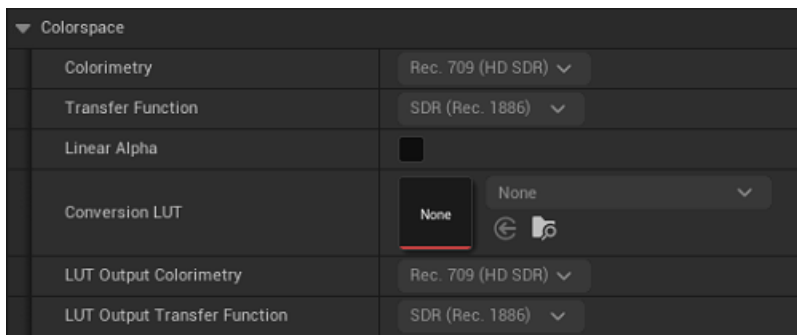 Colorspace
Colorimetry
Rec. 709 (HD SDR)
Transfer Function
SDR (Rec. 1886)
Linear Alpha
Conversion LUT
None
None
LUT Output Colorimetry
Rec. 709 (HD SDR)
LUT Output Transfer Function
SDR (Rec. 1886)